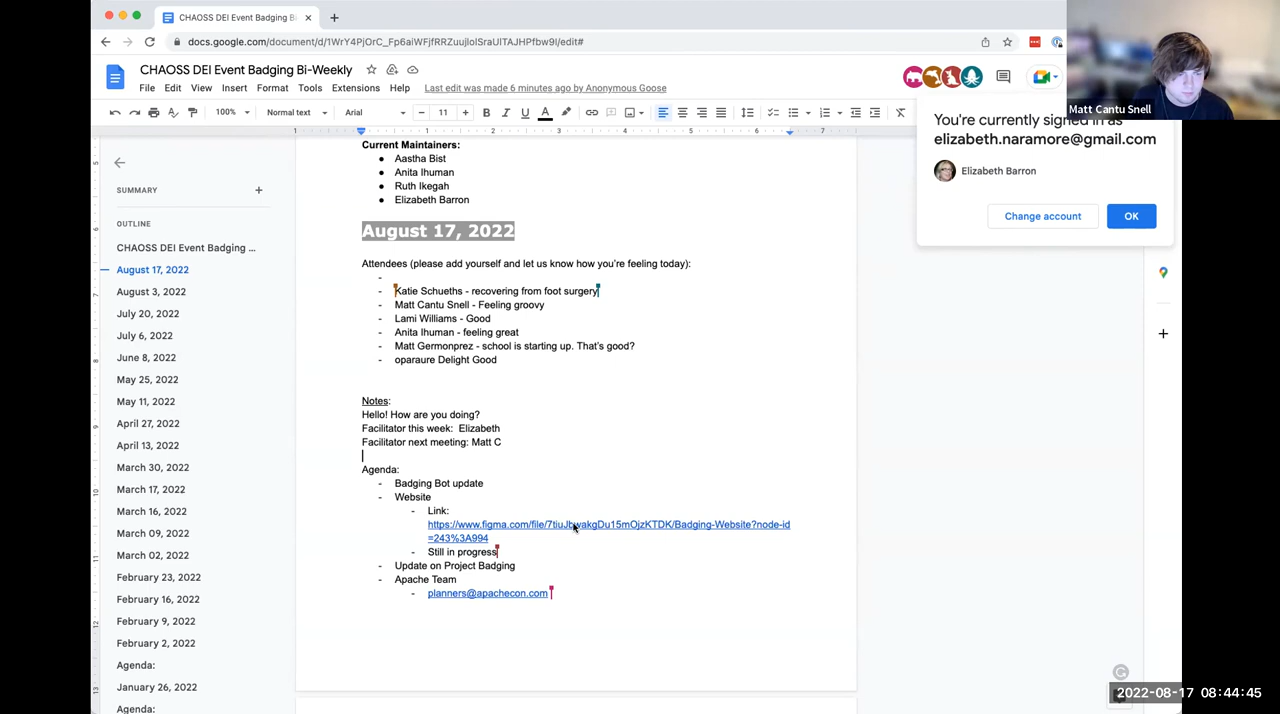 CHAOSS DEI Event Badging Bi
docs.google.com/document/d/1WrY4PjOrC_Fp6aiWFjfRRZuujloISraUlTAJHPfbw9I/edit#
CHAOSS DEI Event Badging Bi-Weekly
File Edit View Insert Format Tools Extensions Help Last edit was made 6 minutes ago by Anonymous Goose
100% Normal text Arial 11
Matt Cantu Snell
You're currently signed in as
elizabeth.naramore@gmail.com
Elizabeth Barron
Change account OK
SUMMARY
OUTLINE
CHAOSS DEI Event Badging ...
August 17, 2022
August 3, 2022
July 20, 2022
July 6, 2022
June 8, 2022
May 25, 2022
May 11, 2022
April 27, 2022
April 13, 2022
March 30, 2022
March 17, 2022
March 16, 2022
March 09, 2022
March 02, 2022
February 23, 2022
February 16, 2022
February 9, 2022
February 2, 2022
Agenda:
January 26, 2022
Agenda:
1 1 2 3 4 5 6 7
Current Maintainers:
● Aastha Bist
● Anita Ihuman
● Ruth Ikegah
● Elizabeth Barron
August 17, 2022
Attendees (please add yourself and let us know how you're feeling today):
-
- Katie Schueths - recovering from foot surgery
- Matt Cantu Snell - Feeling groovy
- Lami Williams - Good
- Anita Ihuman - feeling great
- Matt Germonprez - school is starting up. That's good?
- oparaure Delight Good
Notes:
Hello! How are you doing?
Facilitator this week: Elizabeth
Facilitator next meeting: Matt C
Agenda:
- Badging Bot update
- Website
- Link:
https://www.figma.com/file/7tiuJbwakgDu15mOjzKTDK/Badging-Website?node-id
=243%3A994
- Still in progress
- Update on Project Badging
- Apache Team
- planners@apachecon.com
2022-08-17 08:44:45